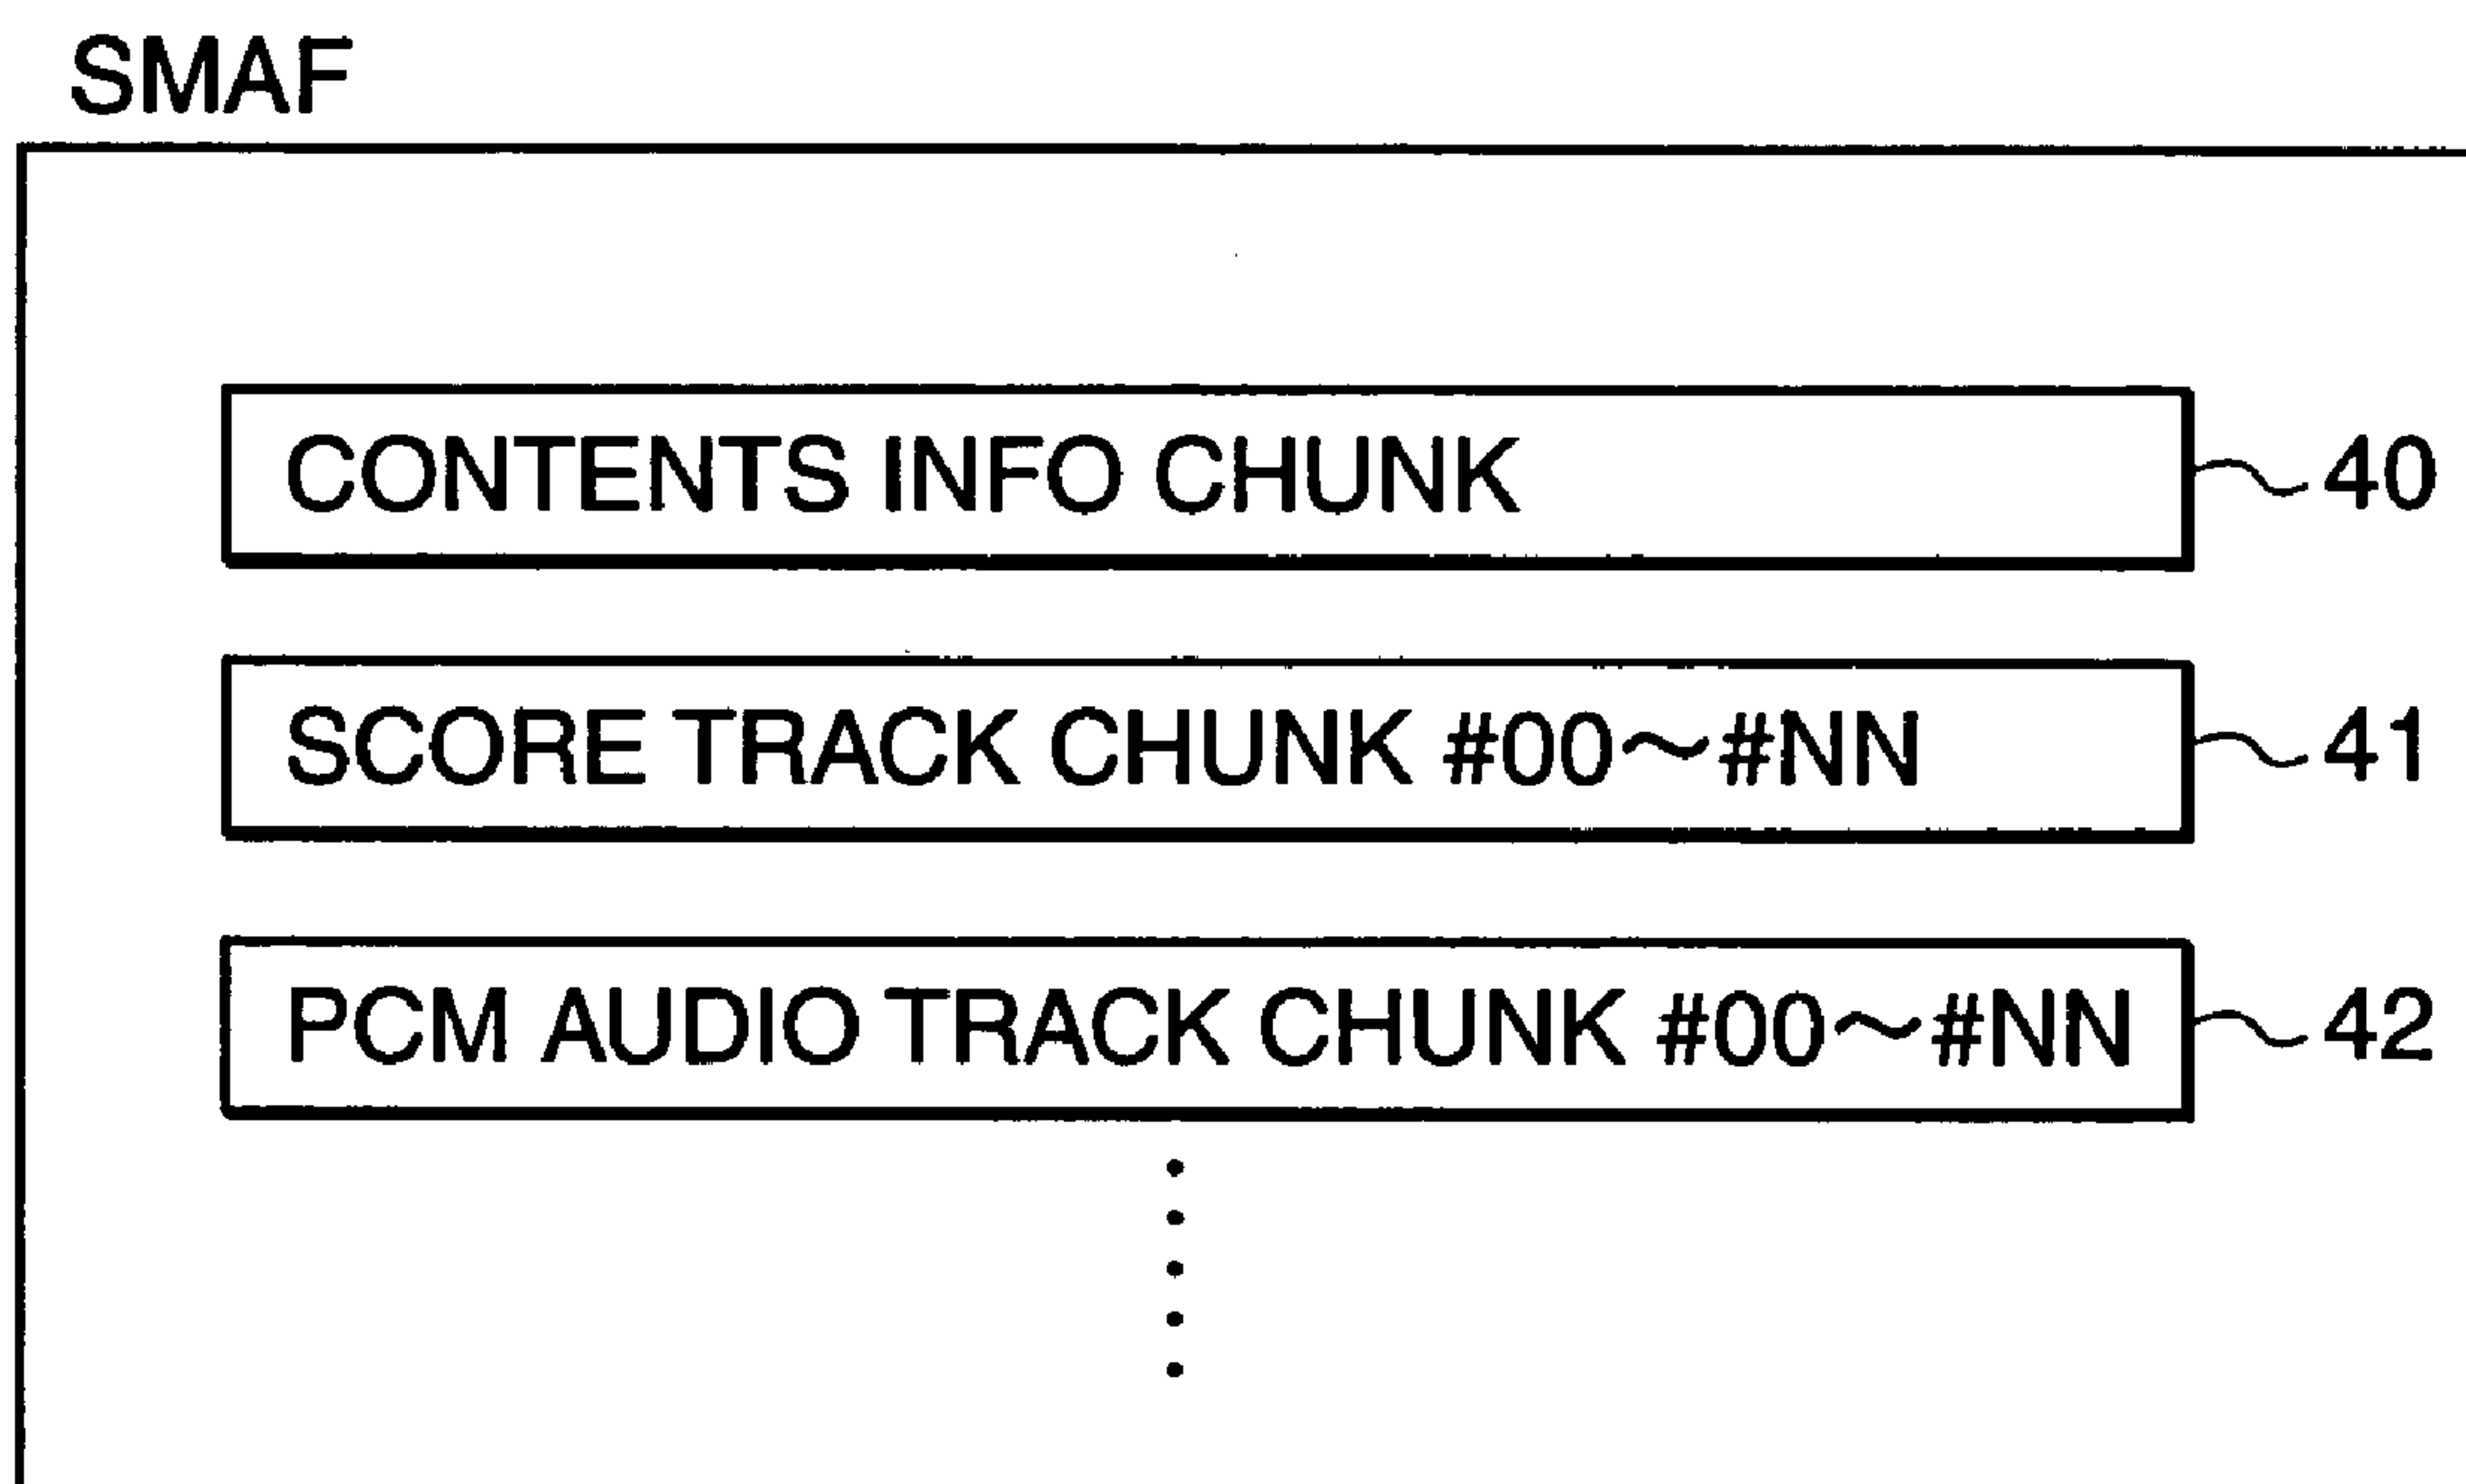 SMAF
CONTENTS INFO CHUNK 40
SCORE TRACK CHUNK #00~#NN 41
PCM AUDIO TRACK CHUNK #00~#NN 42